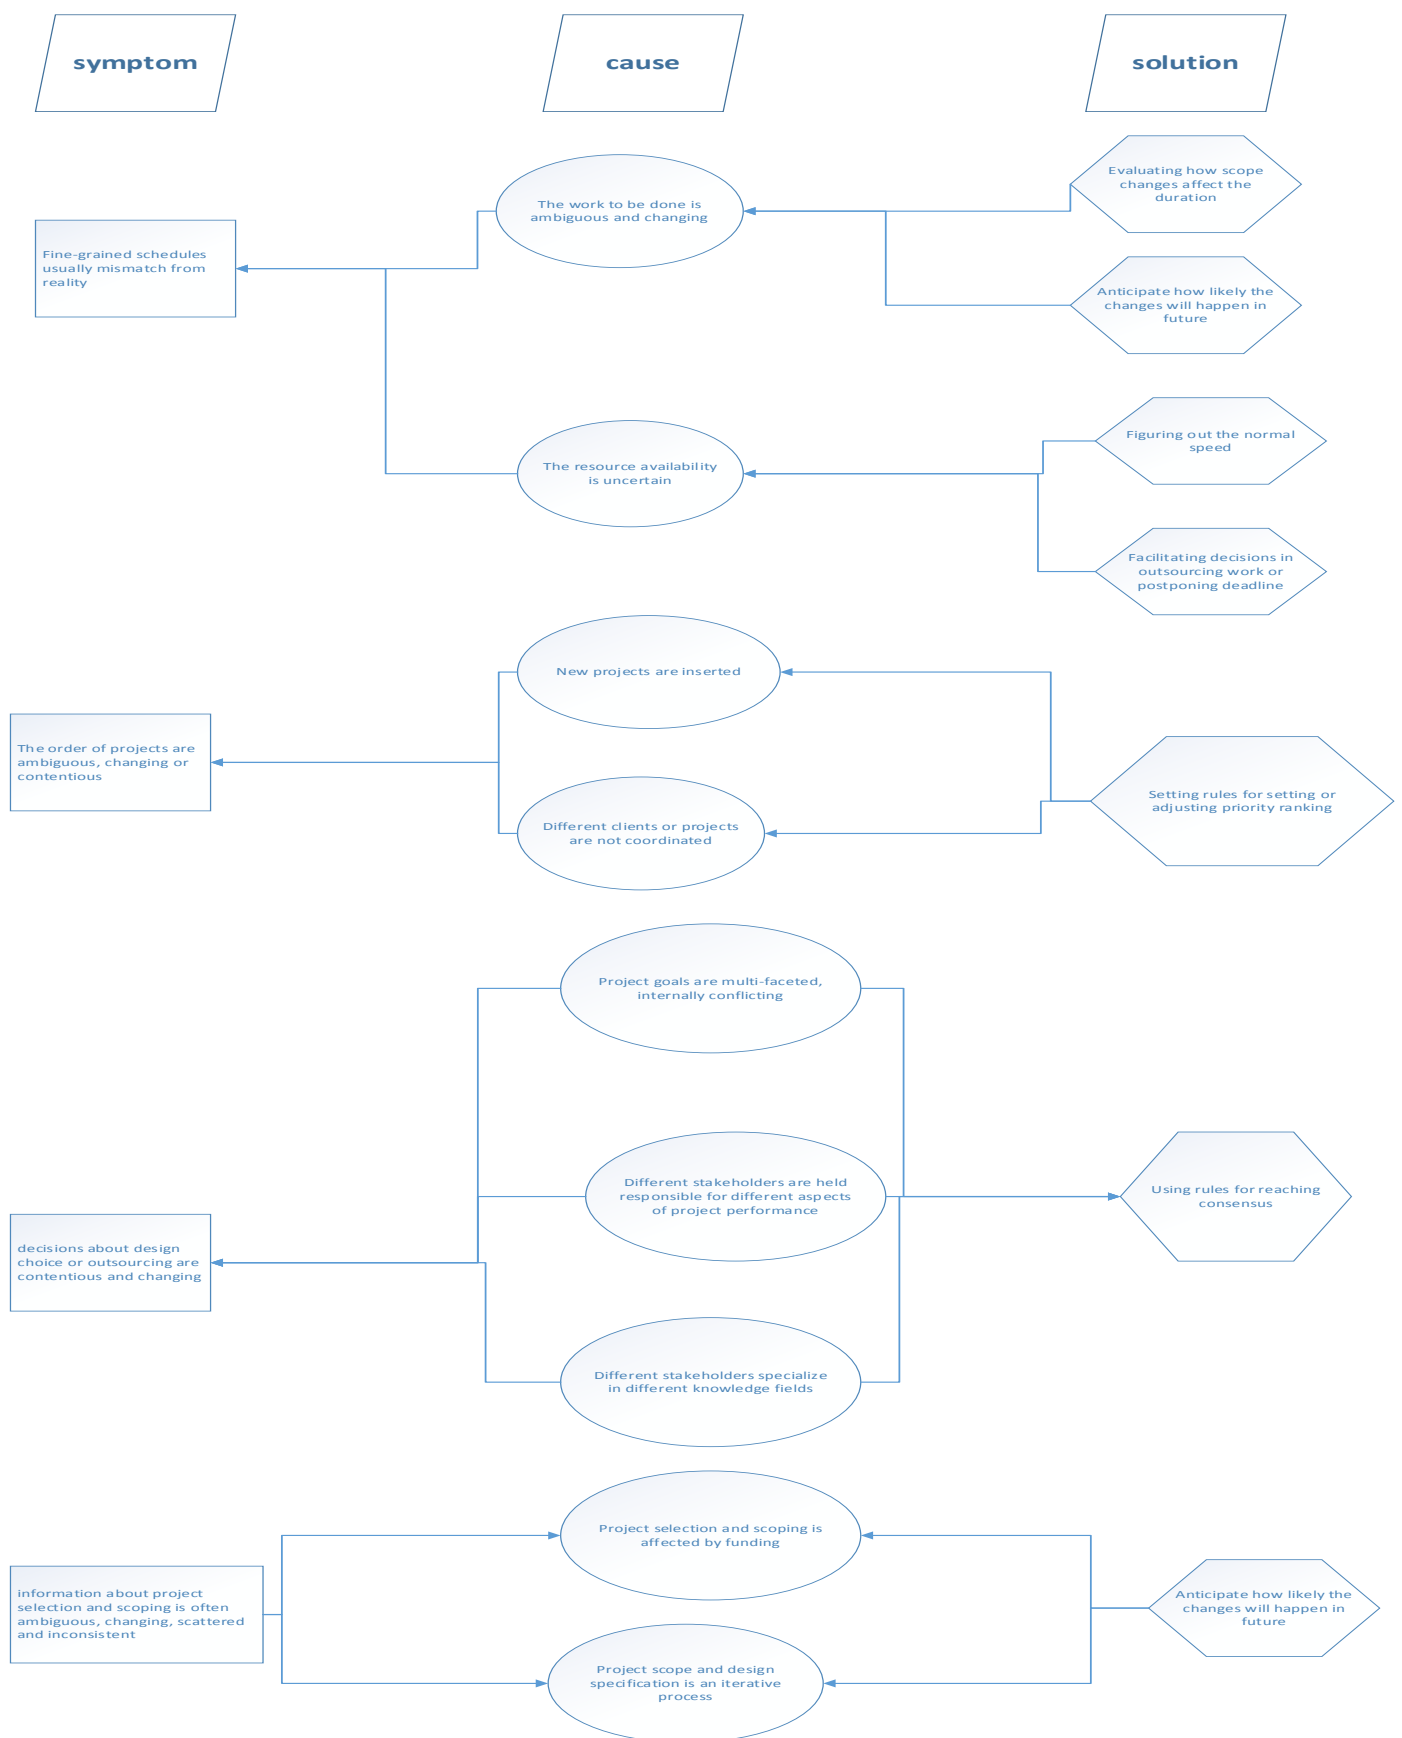 symptom
cause
solution
Evaluating how scope
changes affect the
duration
The work to be done is
ambiguous and changing
Fine-grained schedules
usually mismatch from
reality
Anticipate how likely the
changes will happen in
future
Figuring out the normal
speed
The resource availability
is uncertain
Facilitating decisions in
outsourcing work or
postponing deadline
New projects are inserted
The order of projects are
ambiguous, changing or
contentious
Setting rules for setting or
adjusting priority ranking
Different clients or projects
are not coordinated
Project goals are multi-faceted,
internally conflicting
Different stakeholders are held
responsible for different aspects
of project performance
Using rules for reaching
consensus
decisions about design
choice or outsourcing are
contentious and changing
Different stakeholders specialize
in different knowledge fields
Project selection and scoping is
affected by funding
information about project
selection and scoping is often
ambiguous, changing, scattered
and inconsistent
Anticipate how likely the
changes will happen in
future
Project scope and design
specification is an iterative
process